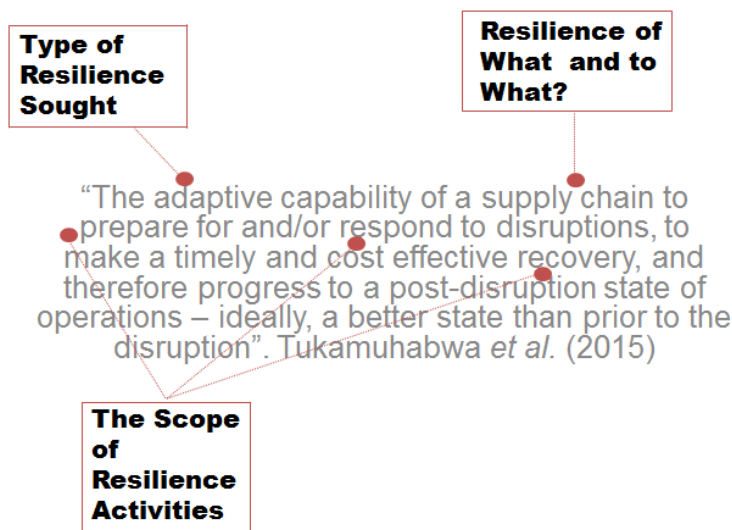 Type of
Resilience
Sought
Resilience of
What and to
What?
“The adaptive capability of a supply chain to
prepare for and/or respond to disruptions, to
make a timely and cost effective recovery, and
therefore progress to a post-disruption state of
operations – ideally, a better state than prior to the
disruption”. Tukamuhabwa et al. (2015)
The Scope
of
Resilience
Activities